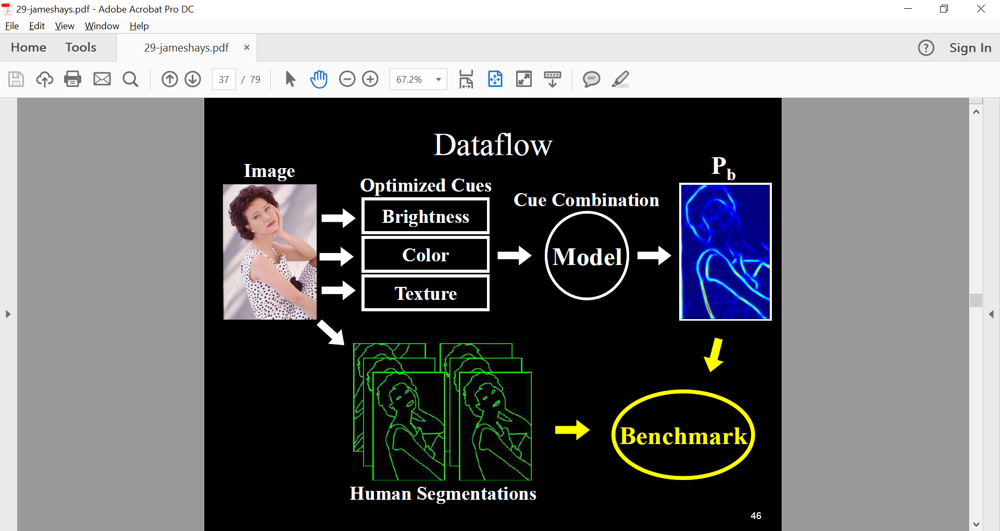 29-jameshays.pdf - Adobe Acrobat Pro DC
File Edit View Window Help
Home Tools 29-jameshays.pdf × ? Sign In
37 / 79 67.2%
Dataflow
Image
Optimized Cues
Cue Combination
Pb
Brightness
Color
Texture
Model
Benchmark
Human Segmentations
46